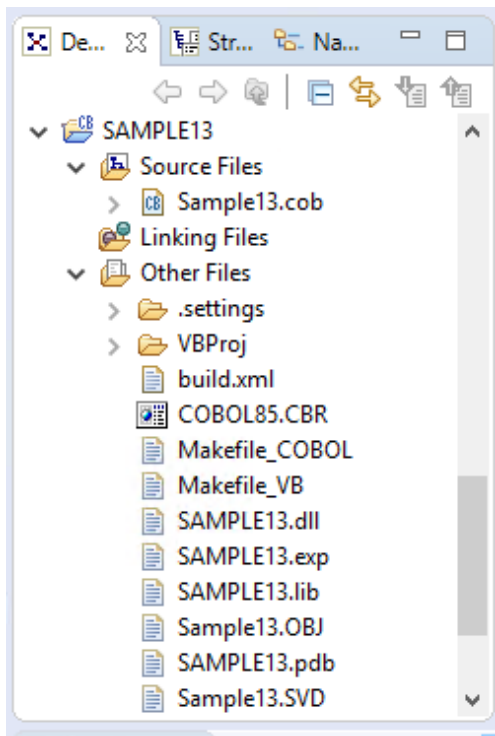 De... Str... Na...
SAMPLE13
Source Files
Sample13.cob
Linking Files
Other Files
.settings
VBProj
build.xml
COBOL85.CBR
Makefile_COBOL
Makefile_VB
SAMPLE13.dll
SAMPLE13.exp
SAMPLE13.lib
Sample13.OBJ
SAMPLE13.pdb
Sample13.SVD